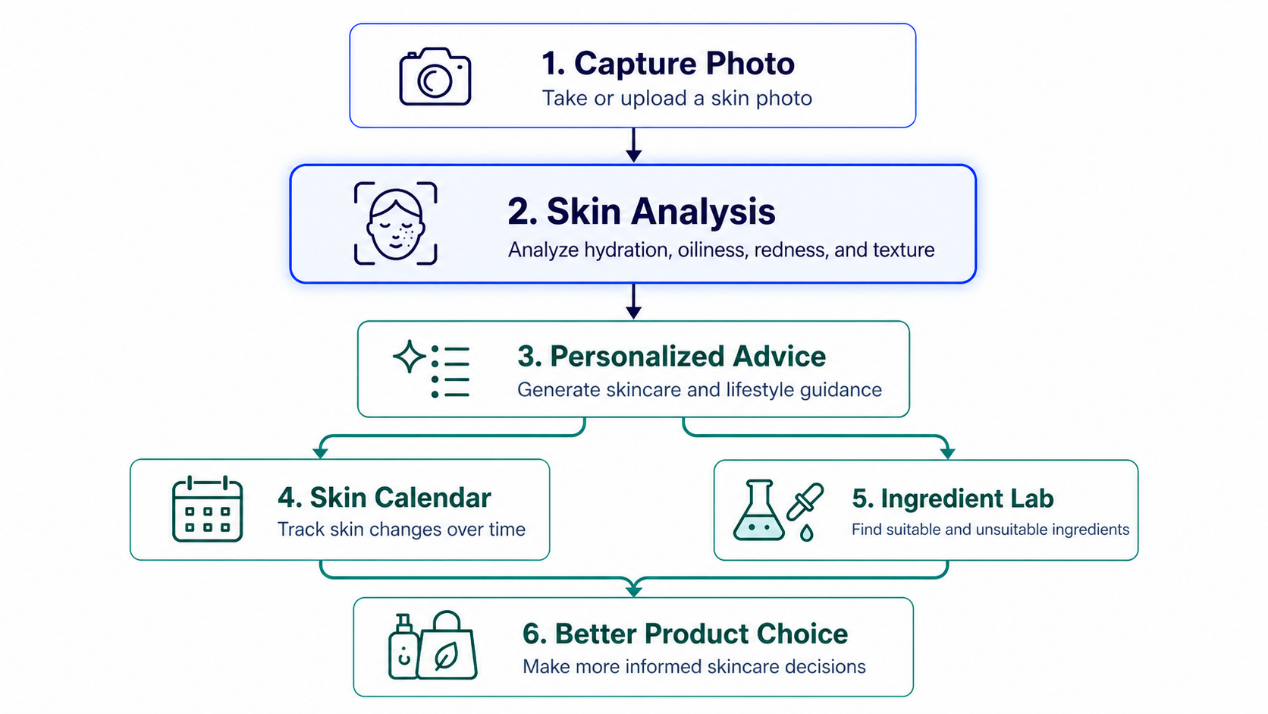 1. Capture Photo
Take or upload a skin photo
2. Skin Analysis
Analyze hydration, oiliness, redness, and texture
3. Personalized Advice
Generate skincare and lifestyle guidance
4. Skin Calendar
Track skin changes over time
5. Ingredient Lab
Find suitable and unsuitable ingredients
6. Better Product Choice
Make more informed skincare decisions